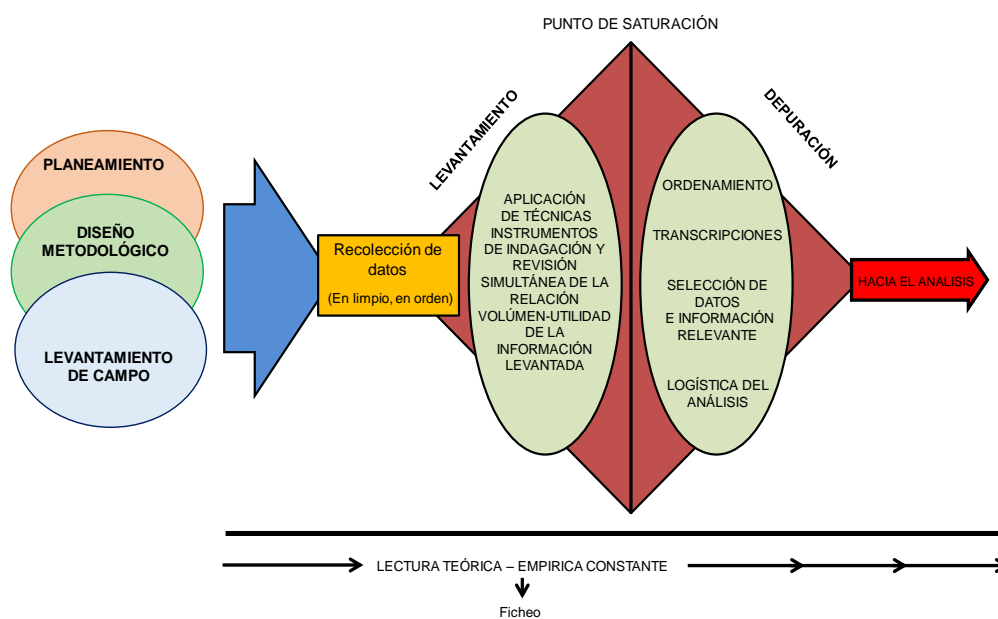 PUNTO DE SATURACIÓN
PLANEAMIENTO
DISEÑO
METODOLÓGICO
LEVANTAMIENTO
DE CAMPO
Recolección de
datos
(En limpio, en orden)
LEVANTAMIENTO
APLICACIÓN
DE TÉCNICAS
INSTRUMENTOS
DE INDAGACIÓN Y
REVISIÓN
SIMULTÁNEA DE LA
RELACIÓN
VOLÚMEN-UTILIDAD
DE LA
INFORMACIÓN
LEVANTADA
DEPURACIÓN
ORDENAMIENTO
TRANSCRIPCIONES
SELECCIÓN DE
DATOS
E INFORMACIÓN
RELEVANTE
LOGÍSTICA DEL
ANÁLISIS
HACIA EL ANALISIS
LECTURA TEÓRICA – EMPIRICA CONSTANTE
Ficheo